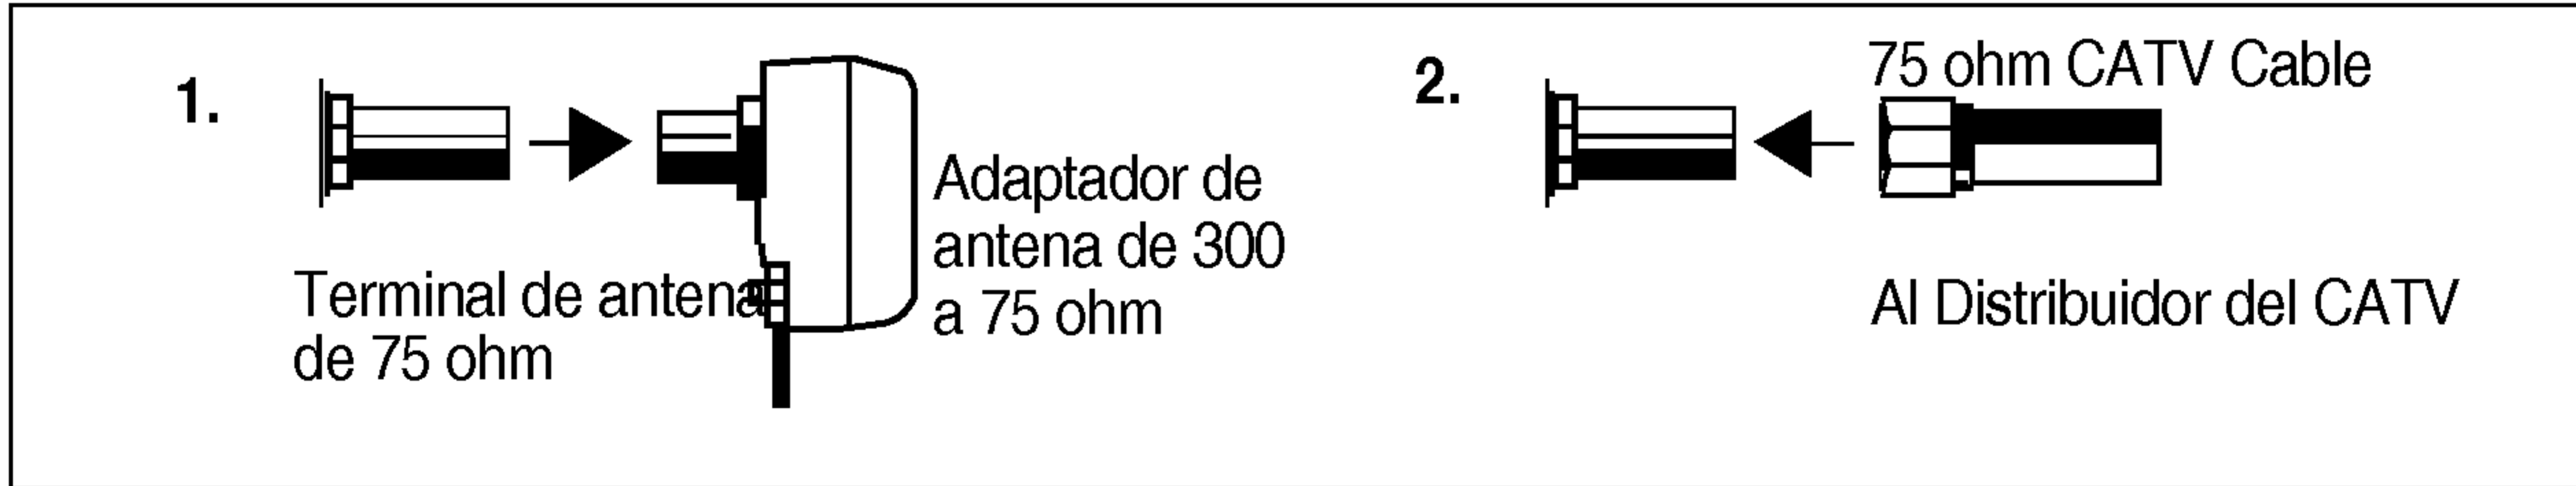 1.
Terminal de antena
de 75 ohm
Adaptador de
antena de 300
a 75 ohm
2.
75 ohm CATV Cable
Al Distribuidor del CATV